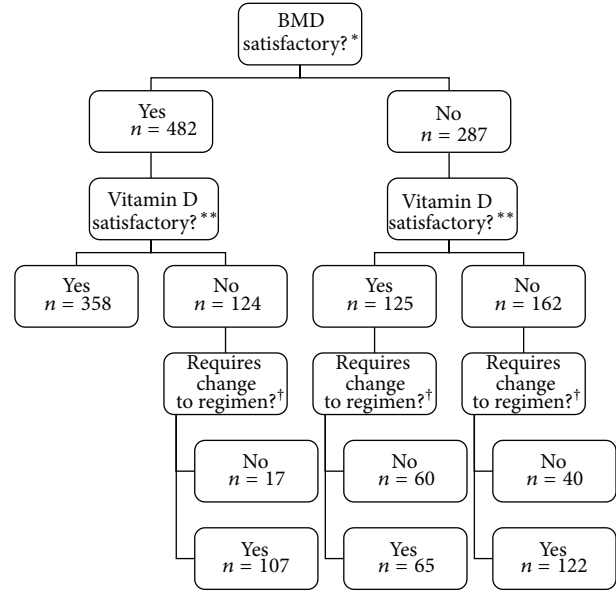 BMD
satisfactory?*
Yes
n = 482
No
n = 287
Vitamin D
satisfactory?**
Vitamin D
satisfactory?**
Yes
n = 358
No
n = 124
Yes
n = 125
No
n = 162
Requires
change
to regimen?†
Requires
change
to regimen?†
Requires
change
to regimen?†
No
n = 17
No
n = 60
No
n = 40
Yes
n = 107
Yes
n = 65
Yes
n = 122